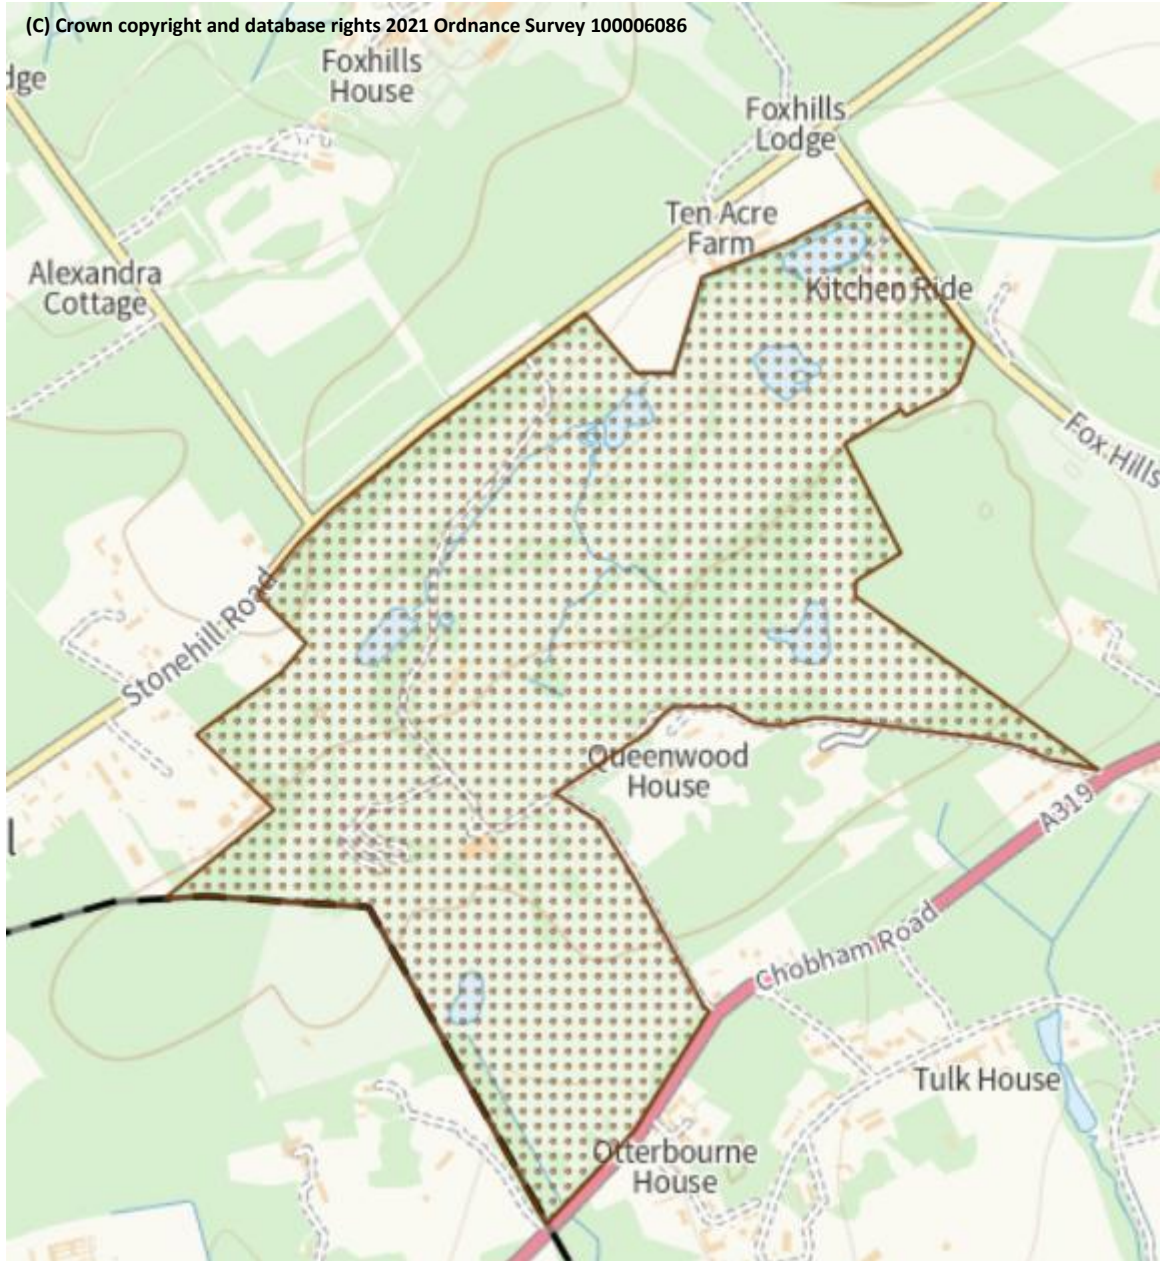 (C) Crown copyright and database rights 2021 Ordnance Survey 100006086
Foxhills
House
dge
Foxhills
Lodge
Ten Acre
Farm
Alexandra
Cottage
Kitchen Ride
Fox Hills
Stonehill Road
Queenwood
House
A319
l
Chobham Road
Tulk House
Otterbourne
House